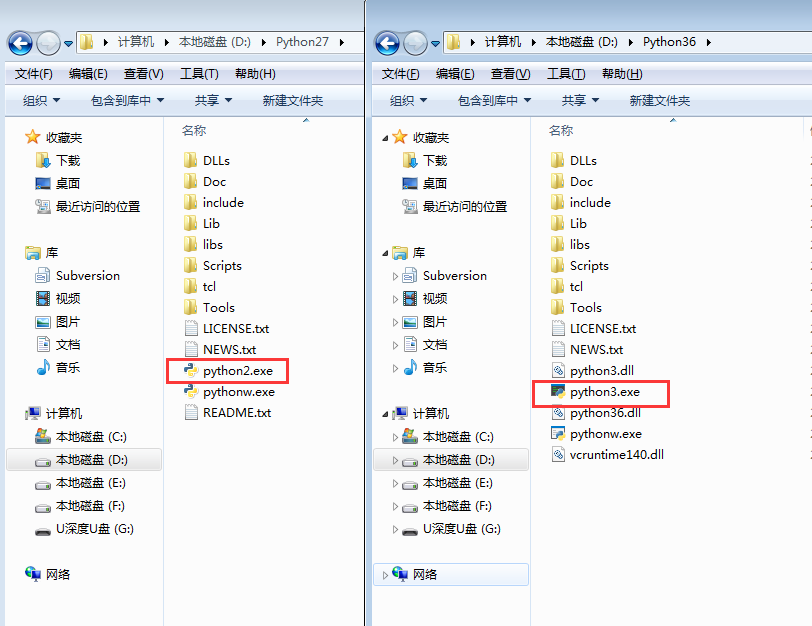 计算机 本地磁盘 (D:) Python27
文件(F) 编辑(E) 查看(V) 工具(T) 帮助(H)
组织 包含到库中 共享 新建文件夹
收藏夹
下载
桌面
最近访问的位置
库
Subversion
视频
图片
文档
音乐
计算机
本地磁盘 (C:)
本地磁盘 (D:)
本地磁盘 (E:)
本地磁盘 (F:)
U深度U盘 (G:)
网络
名称
DLLs
Doc
include
Lib
libs
Scripts
tcl
Tools
LICENSE.txt
NEWS.txt
python2.exe
pythonw.exe
README.txt
计算机 本地磁盘 (D:) Python36
文件(F) 编辑(E) 查看(V) 工具(T) 帮助(H)
组织 包含到库中 共享 新建文件夹
收藏夹
下载
桌面
最近访问的位置
库
Subversion
视频
图片
文档
音乐
计算机
本地磁盘 (C:)
本地磁盘 (D:)
本地磁盘 (E:)
本地磁盘 (F:)
U深度U盘 (G:)
网络
名称
DLLs
Doc
include
Lib
libs
Scripts
tcl
Tools
LICENSE.txt
NEWS.txt
python3.dll
python3.exe
python36.dll
pythonw.exe
vcruntime140.dll